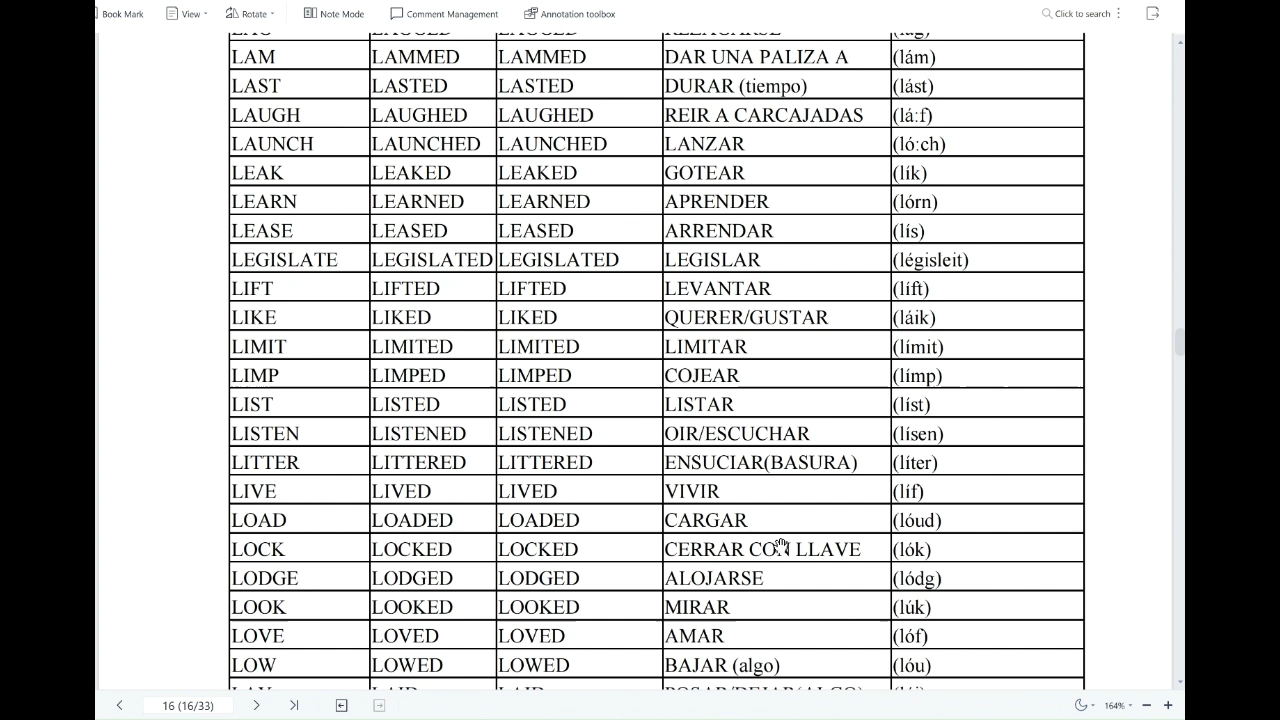 Book Mark View Rotate Note Mode Comment Management Annotation toolbox Click to search
LAM LAMMED LAMMED DAR UNA PALIZA A (lám)
LAST LASTED LASTED DURAR (tiempo) (lást)
LAUGH LAUGHED LAUGHED REIR A CARCAJADAS (lá:f)
LAUNCH LAUNCHED LAUNCHED LANZAR (ló:ch)
LEAK LEAKED LEAKED GOTEAR (lík)
LEARN LEARNED LEARNED APRENDER (lórn)
LEASE LEASED LEASED ARRENDAR (lís)
LEGISLATE LEGISLATED LEGISLATED LEGISLAR (législeit)
LIFT LIFTED LIFTED LEVANTAR (líft)
LIKE LIKED LIKED QUERER/GUSTAR (láik)
LIMIT LIMITED LIMITED LIMITAR (límit)
LIMP LIMPED LIMPED COJEAR (límp)
LIST LISTED LISTED LISTAR (líst)
LISTEN LISTENED LISTENED OIR/ESCUCHAR (lísen)
LITTER LITTERED LITTERED ENSUCIAR(BASURA) (líter)
LIVE LIVED LIVED VIVIR (líf)
LOAD LOADED LOADED CARGAR (lóud)
LOCK LOCKED LOCKED CERRAR CON LLAVE (lók)
LODGE LODGED LODGED ALOJARSE (lódg)
LOOK LOOKED LOOKED MIRAR (lúk)
LOVE LOVED LOVED AMAR (lóf)
LOW LOWED LOWED BAJAR (algo) (lóu)
16 (16/33) 164%